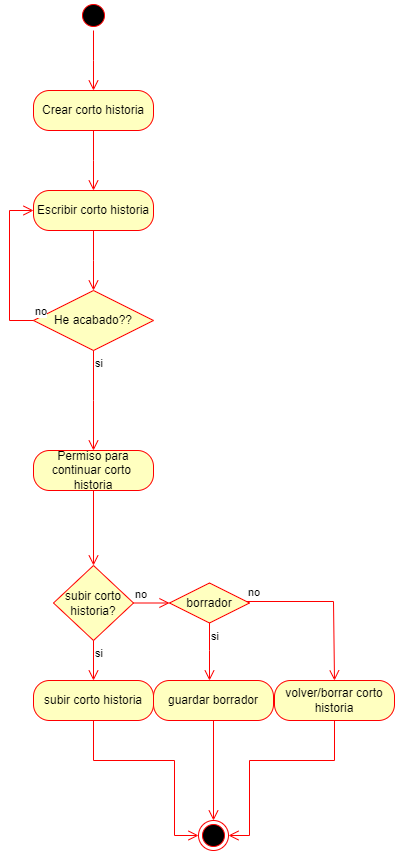 Crear corto historia
Escribir corto historia
no
He acabado??
si
Permiso para
continuar corto
historia
subir corto
historia?
no
borrador
no
si
si
subir corto historia
guardar borrador
volver/borrar corto
historia